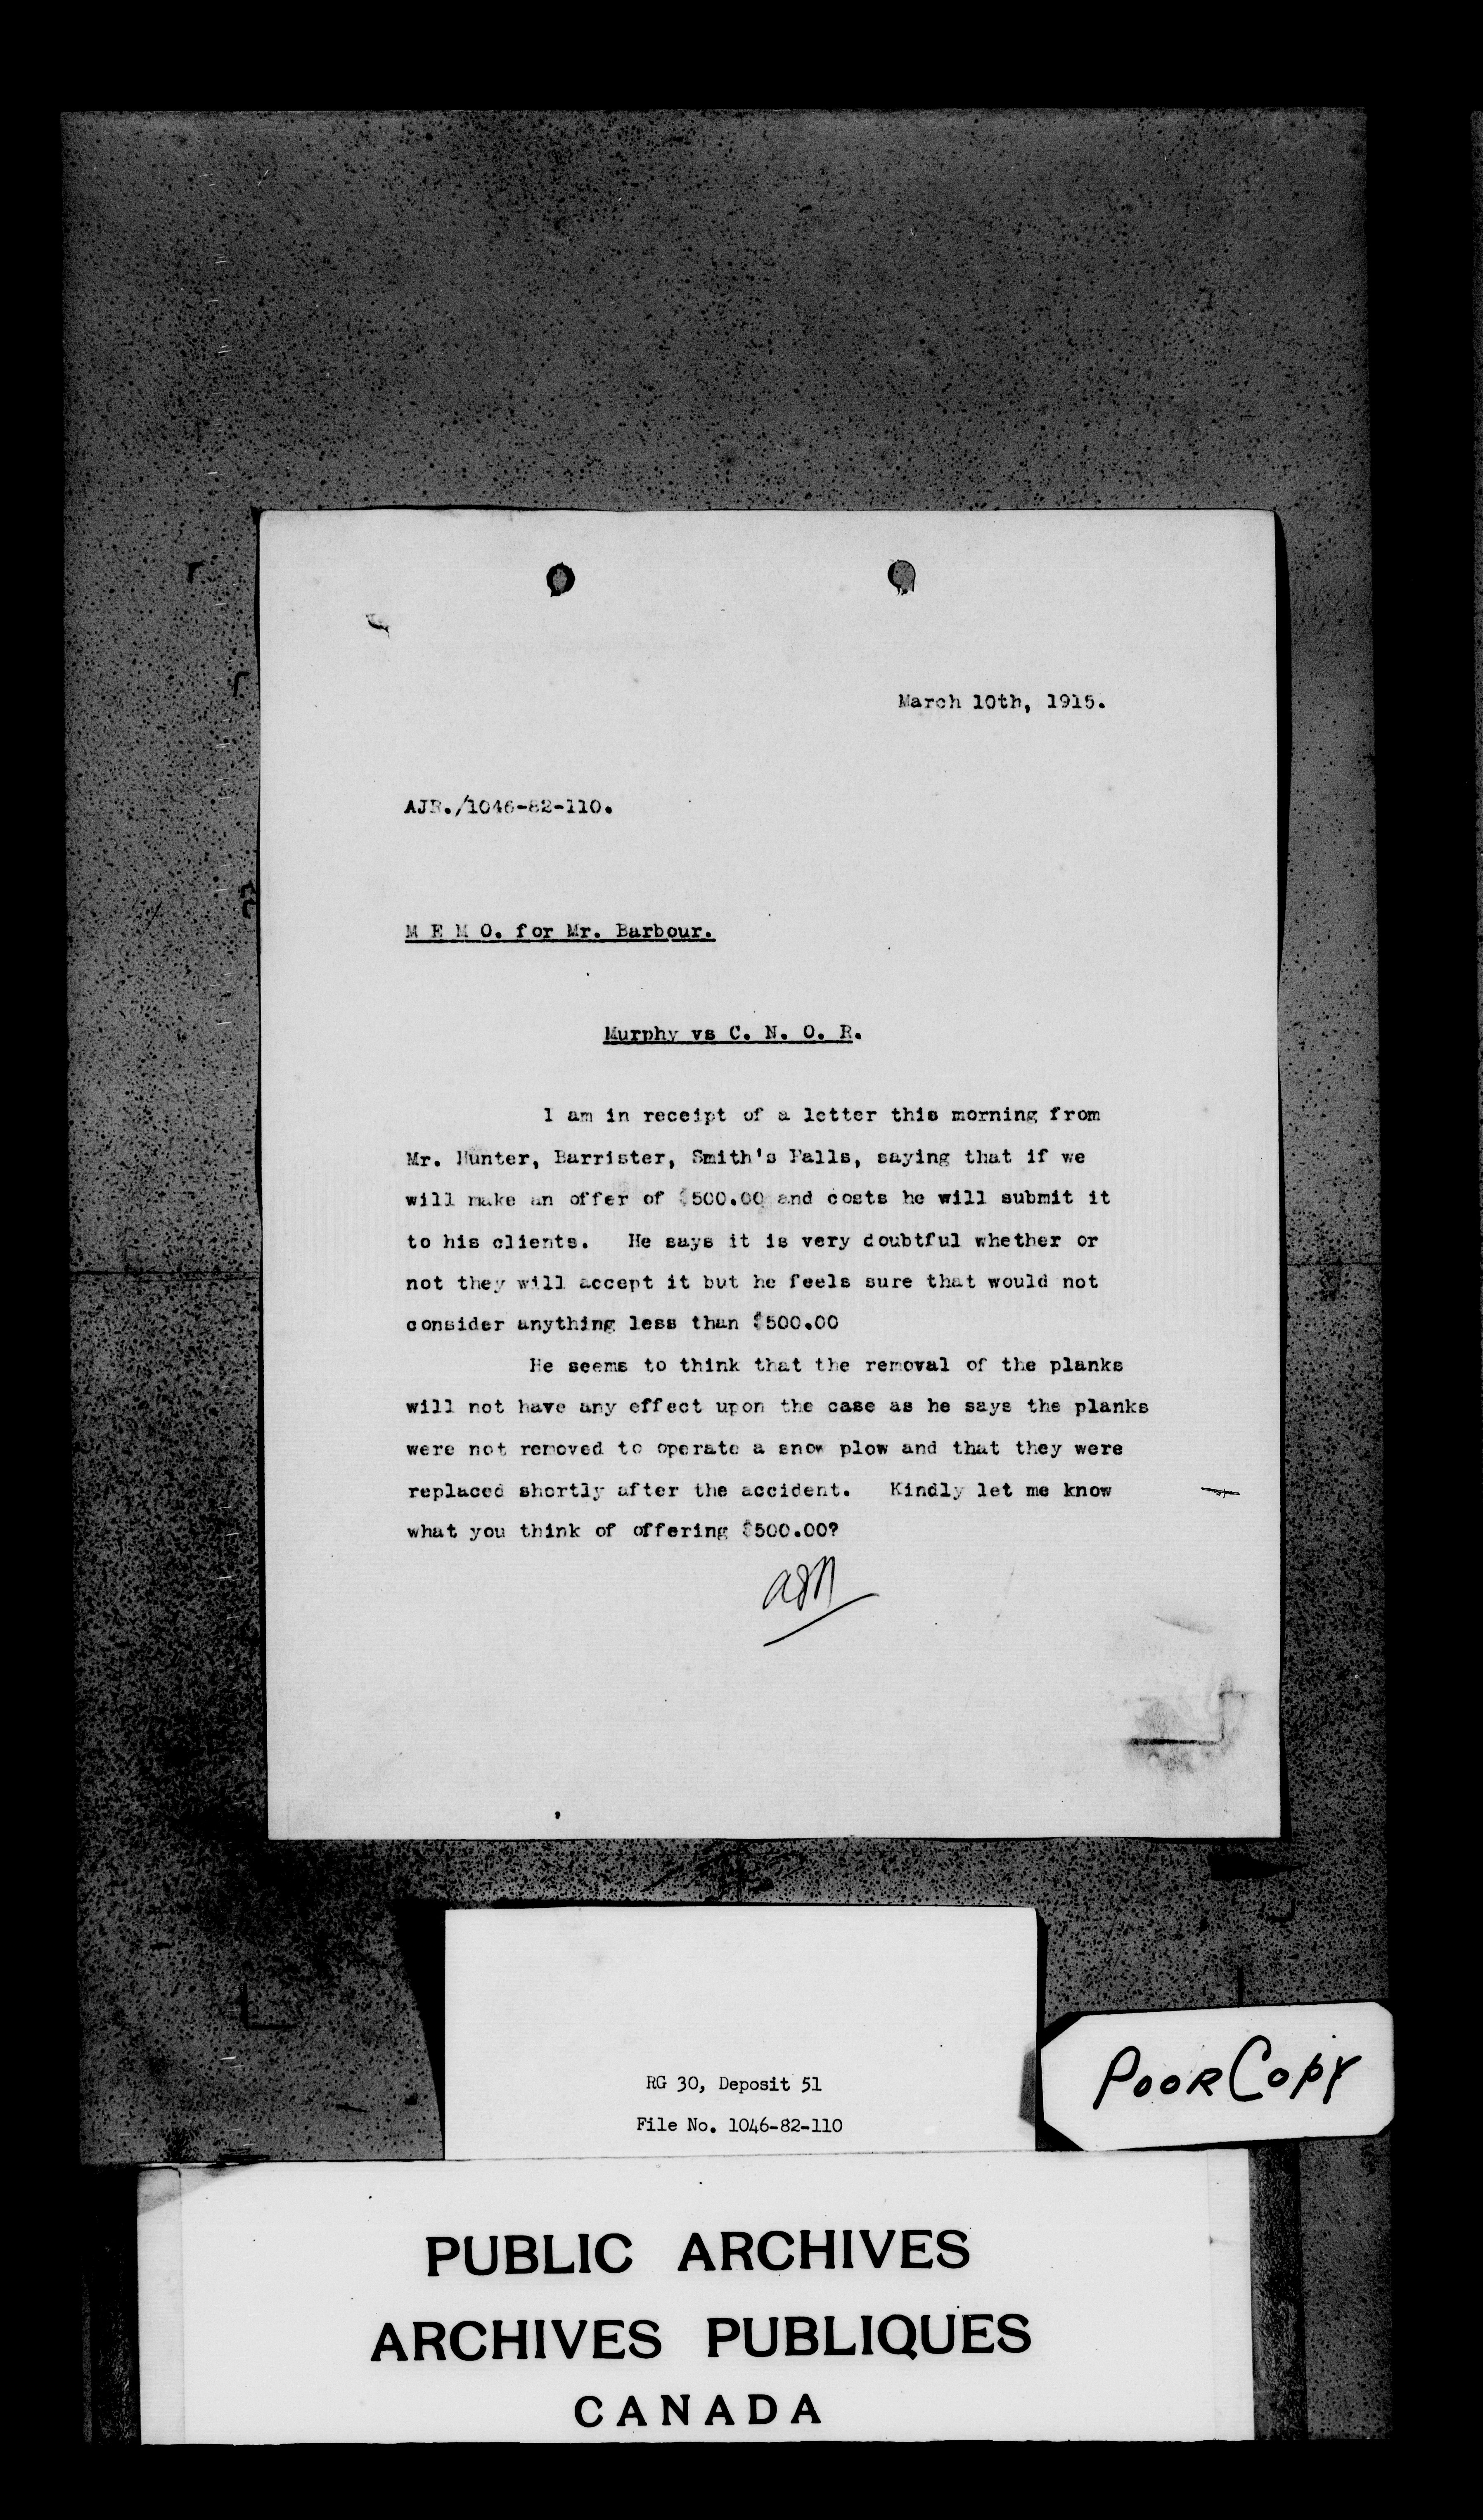 March 10th, 1915.
AJR./1046-82-110.
M E M O. for Mr. Barbour.
Murphy vs C. N. O. R.
I am in receipt of a letter this morning from
Mr. Hunter, Barrister, Smith's Falls, saying that if we
will make an offer of $500.00 and costs he will submit it
to his clients. He says it is very doubtful whether or
not they will accept it but he feels sure that would not
consider anything less than $500.00
He seems to think that the removal of the planks
will not have any effect upon the case as he says the planks
were not removed to operate a snow plow and that they were
replaced shortly after the accident. Kindly let me know
what you think of offering $500.00?
RG 30, Deposit 51
File No. 1046-82-110
POOR COPY
PUBLIC ARCHIVES
ARCHIVES PUBLIQUES
CANADA